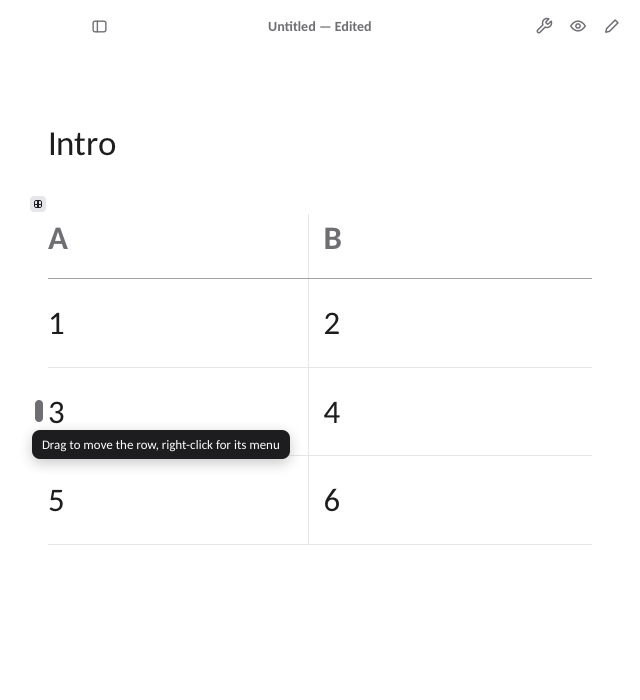 Untitled — Edited
Intro
A B
1 2
3 4
Drag to move the row, right-click for its menu
5 6